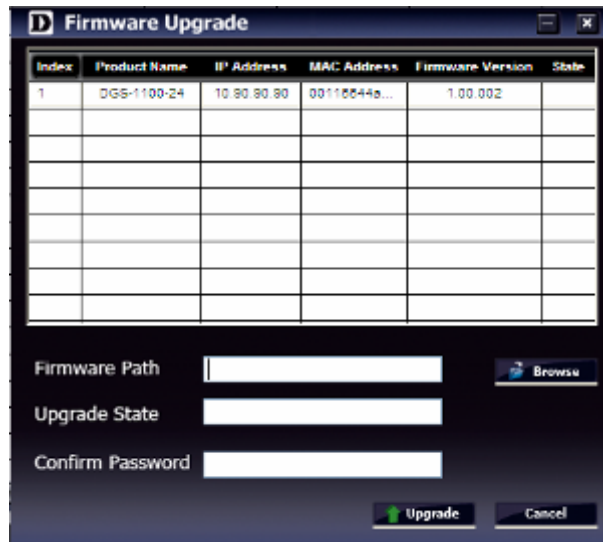 D Firmware Upgrade
Index Product Name IP Address MAC Address Firmware Version State
1 DGS-1100-24 10.90.90.90 1.00.002
Firmware Path Browse
Upgrade State
Confirm Password
Upgrade Cancel